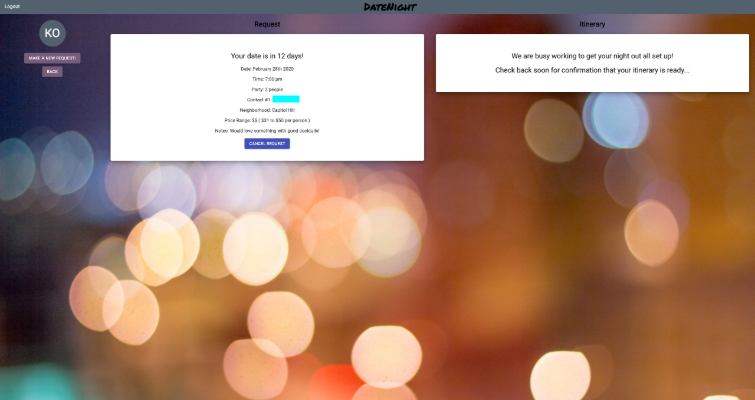 Logout
DATENIGHT
KO
MAKE A NEW REQUEST!
BACK
Request
Your date is in 12 days!
Date: February 28th 2020
Time: 7:00 pm
Party: 2 people
Contact #1:
Neighborhood: Capitol Hill
Price Range: $$ ( $31 to $50 per person )
Notes: Would love something with good cocktails!
CANCEL REQUEST
Itinerary
We are busy working to get your night out all set up!
Check back soon for confirmation that your itinerary is ready...